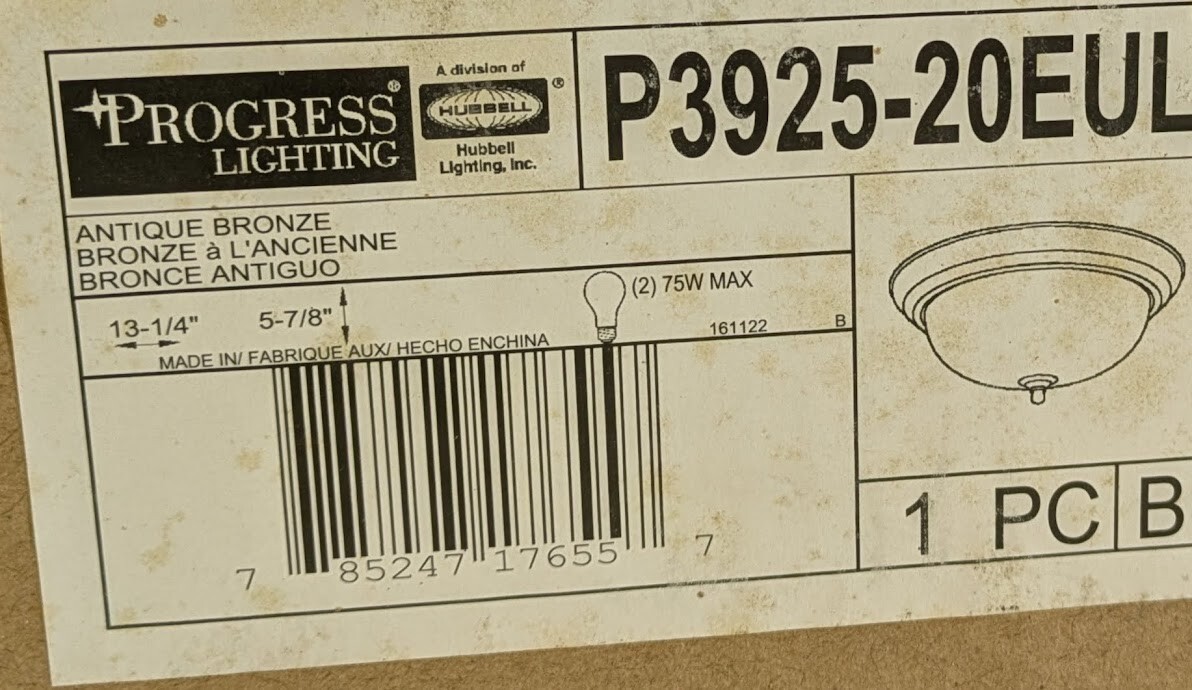 PROGRESS®
LIGHTING
A division of
HUBBELL®
Hubbell
Lighting, Inc.
P3925-20EUL
ANTIQUE BRONZE
BRONZE à L'ANCIENNE
BRONCE ANTIGUO
13-1/4" 5-7/8"
(2) 75W MAX
MADE IN/ FABRIQUE AUX/ HECHO ENCHINA
161122 B
7 85247 17655 7
1 PC B